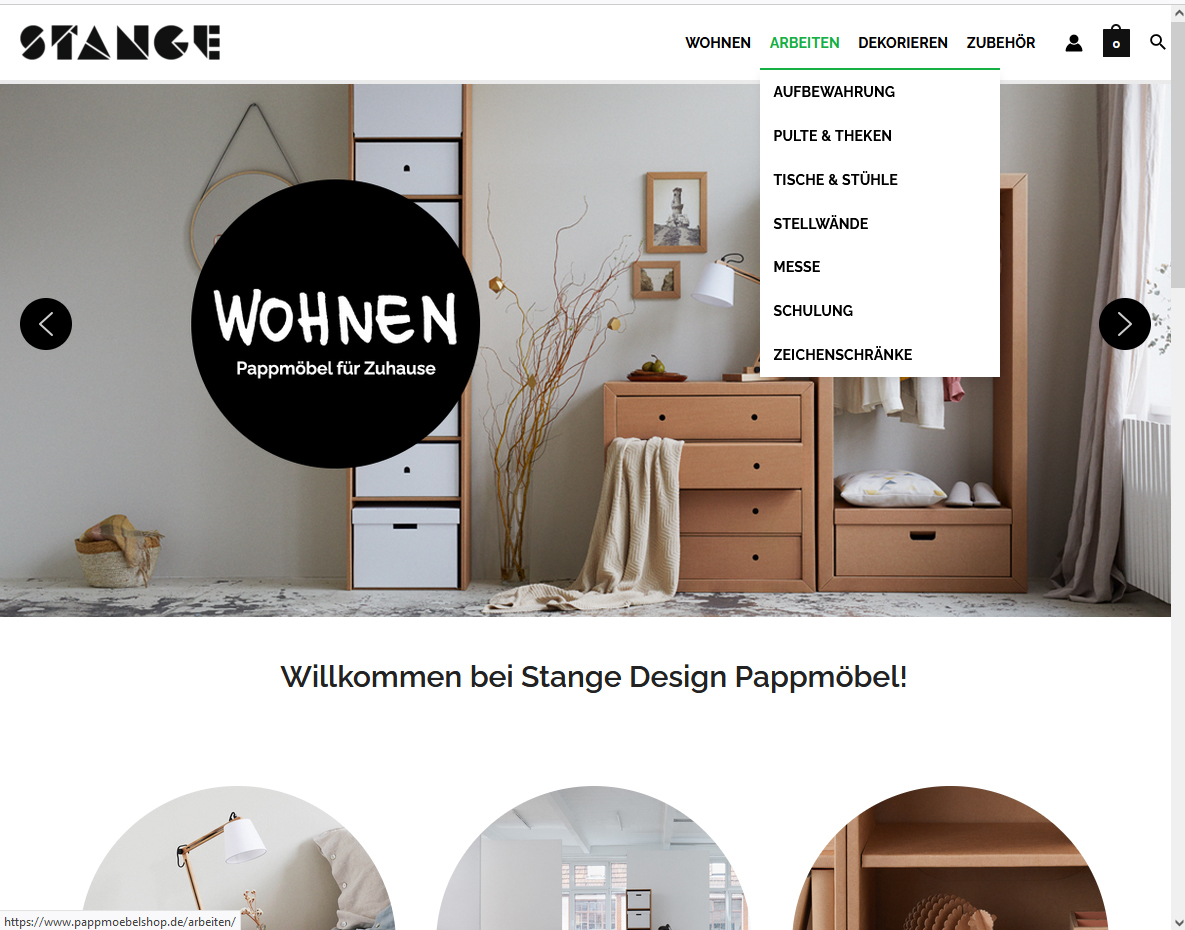 STANGE
WOHNEN ARBEITEN DEKORIEREN ZUBEHÖR 0
AUFBEWAHRUNG
PULTE & THEKEN
TISCHE & STÜHLE
STELLWÄNDE
MESSE
SCHULUNG
ZEICHENSCHRÄNKE
WOHNEN
Pappmöbel für Zuhause
Willkommen bei Stange Design Pappmöbel!
https://www.pappmoebelshop.de/arbeiten/